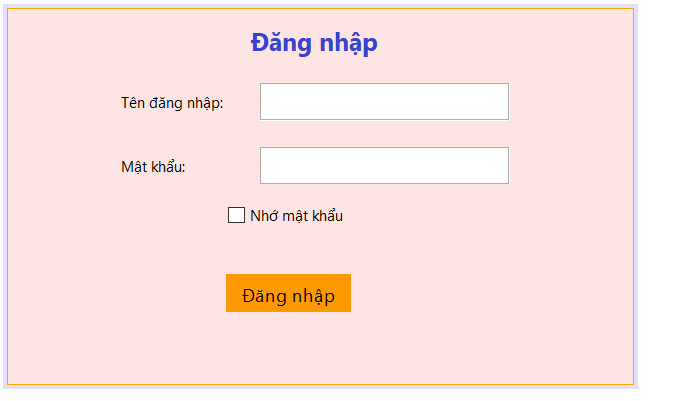 Đăng nhập
Tên đăng nhập:
Mật khẩu:
Nhớ mật khẩu
Đăng nhập